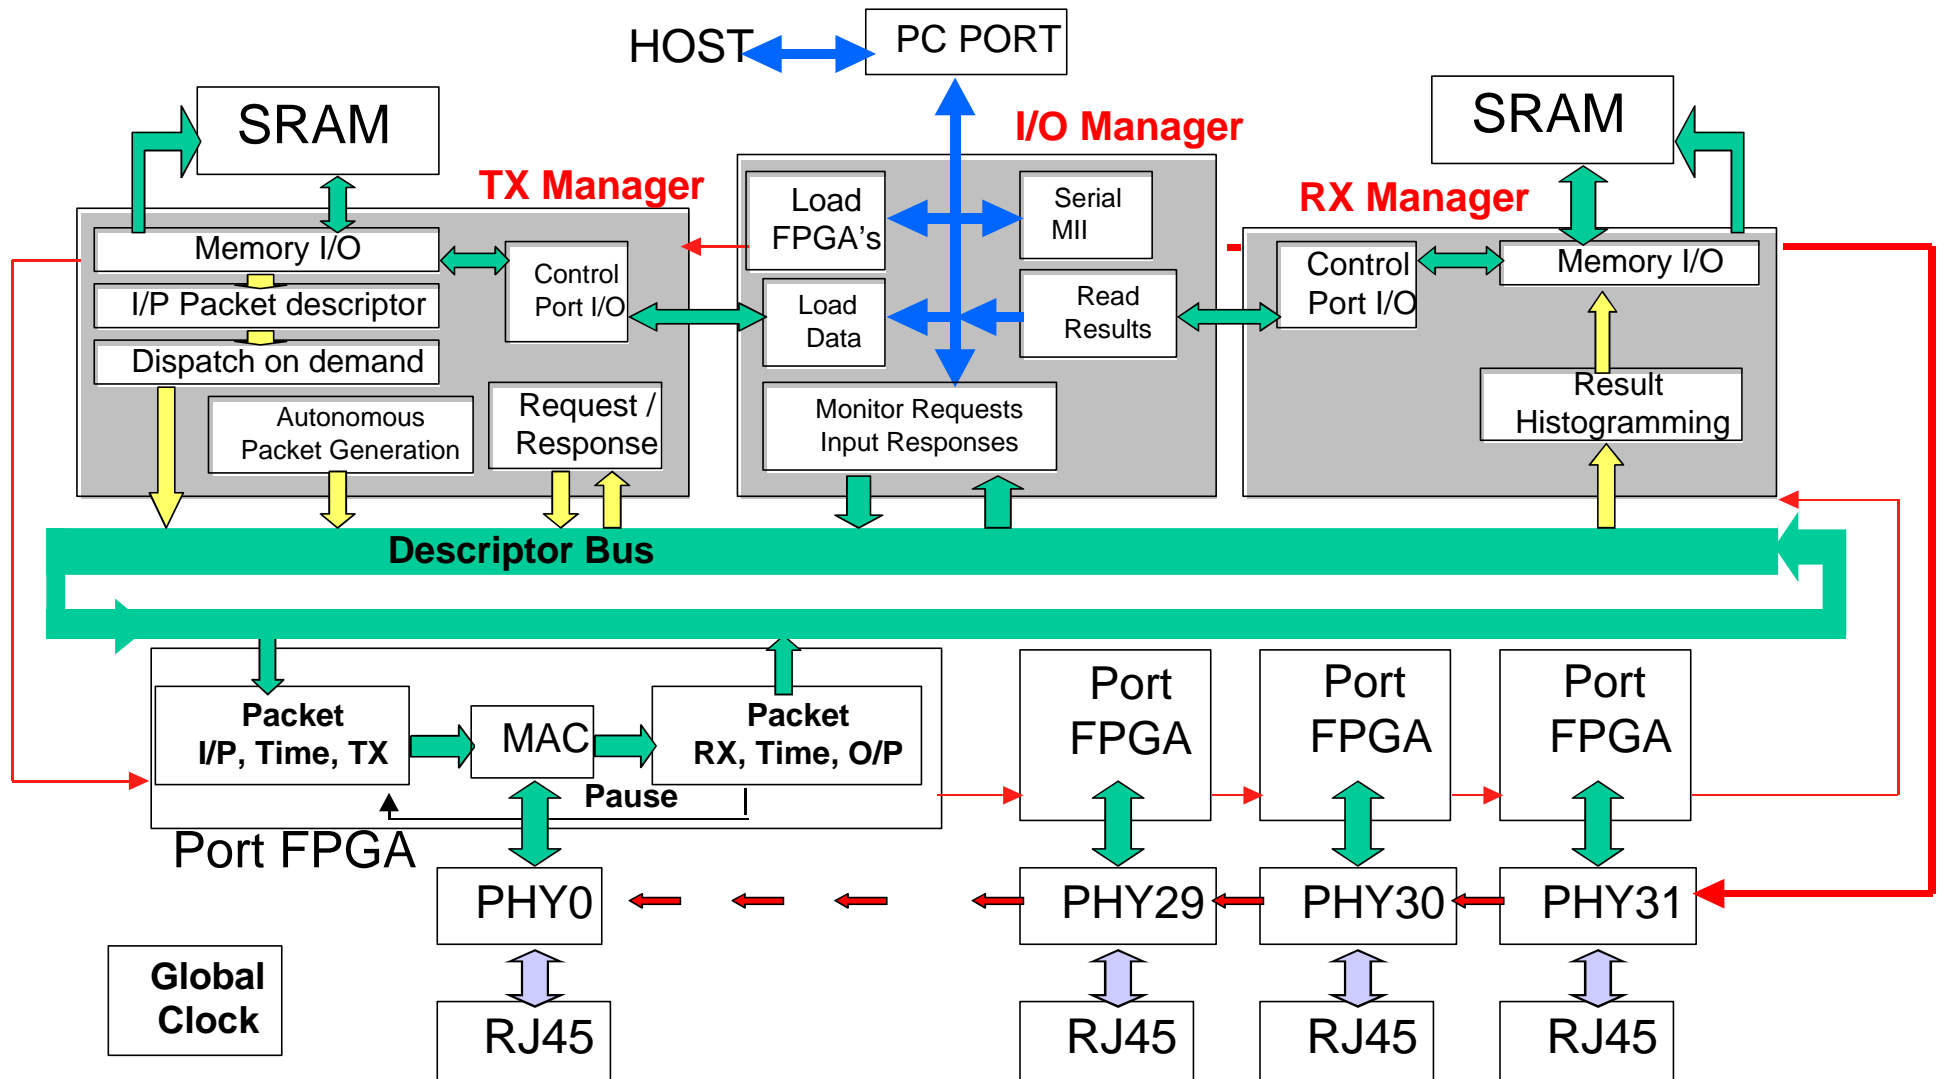 HOST
PC PORT
SRAM
I/O Manager
SRAM
TX Manager
RX Manager
Memory I/O
I/P Packet descriptor
Dispatch on demand
Control
Port I/O
Autonomous
Packet Generation
Request /
Response
Load
FPGA's
Serial
MII
Load
Data
Read
Results
Monitor Requests
Input Responses
Control
Port I/O
Memory I/O
Result
Histogramming
Descriptor Bus
Packet
I/P, Time, TX
MAC
Packet
RX, Time, O/P
Pause
Port FPGA
Port
FPGA
Port
FPGA
Port
FPGA
PHY0
PHY29
PHY30
PHY31
Global
Clock
RJ45
RJ45
RJ45
RJ45